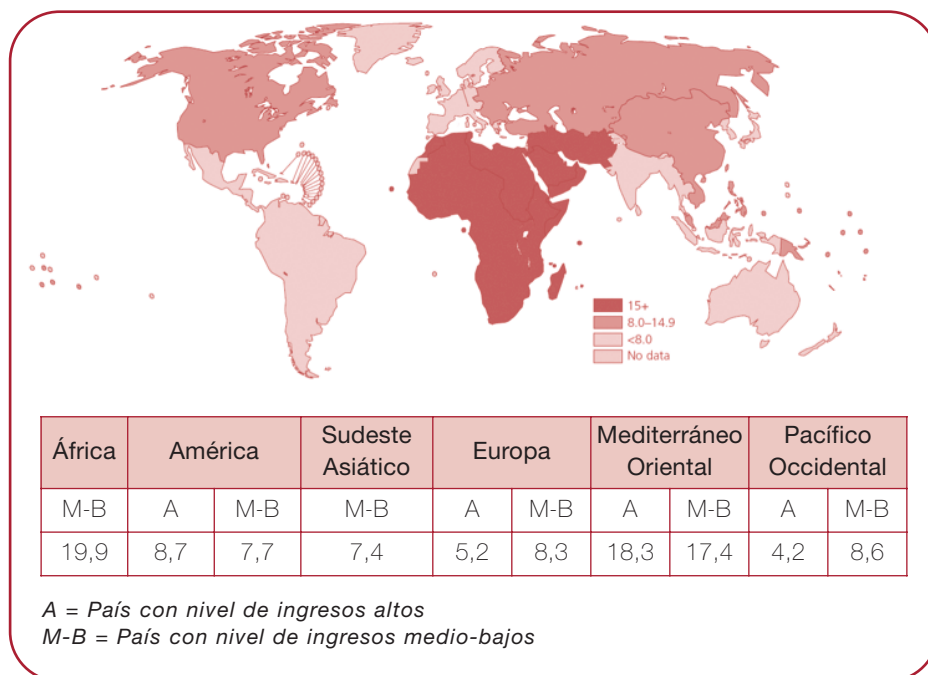 15+
8.0–14.9
<8.0
No data
África América Sudeste Asiático Europa Mediterráneo Oriental Pacífico Occidental
M-B A M-B M-B A M-B A M-B A M-B
19,9 8,7 7,7 7,4 5,2 8,3 18,3 17,4 4,2 8,6
A = País con nivel de ingresos altos
M-B = País con nivel de ingresos medio-bajos